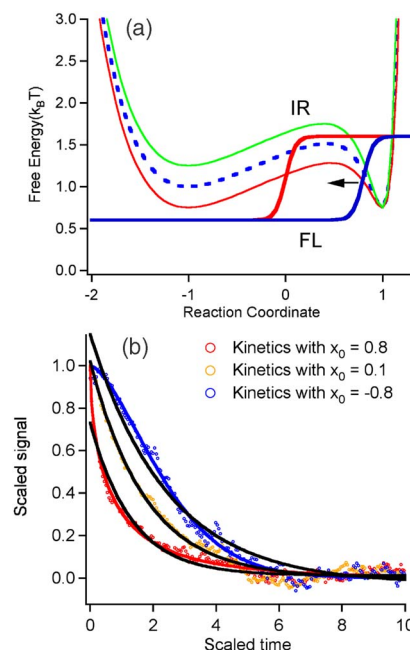 (a)
Free Energy(k_BT)
3.0
2.5
2.0
1.5
1.0
0.5
0.0
IR
FL
-2
-1
0
1
Reaction Coordinate
(b)
Kinetics with x₀ = 0.8
Kinetics with x₀ = 0.1
Kinetics with x₀ = -0.8
Scaled signal
1.0
0.8
0.6
0.4
0.2
0.0
0
2
4
6
8
10
Scaled time